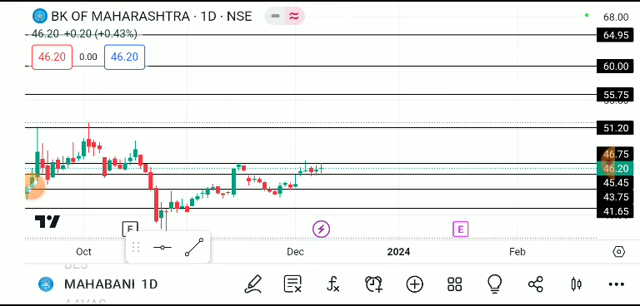 BK OF MAHARASHTRA · 1D · NSE
46.20 +0.20 (+0.43%)
46.20 0.00 46.20
68.00
64.95
60.00
55.75
51.20
46.75
46.20
45.45
43.75
41.65
E
E
Oct Dec 2024 Feb
MAHABANI 1D